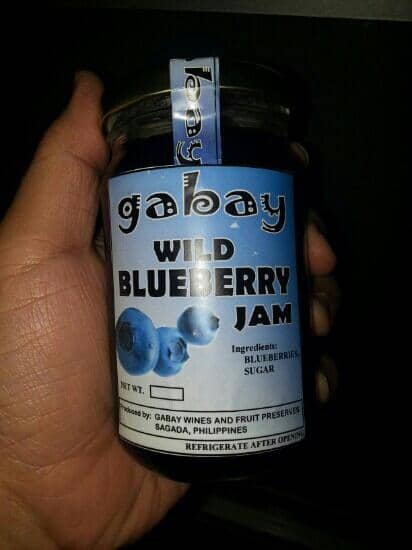 gabay
gabay
WILD
BLUEBERRY
JAM
Ingredients:
BLUEBERRIES,
SUGAR
NET WT.
Produced by: GABAY WINES AND FRUIT PRESERVES
SAGADA, PHILIPPINES
REFRIGERATE AFTER OPENING